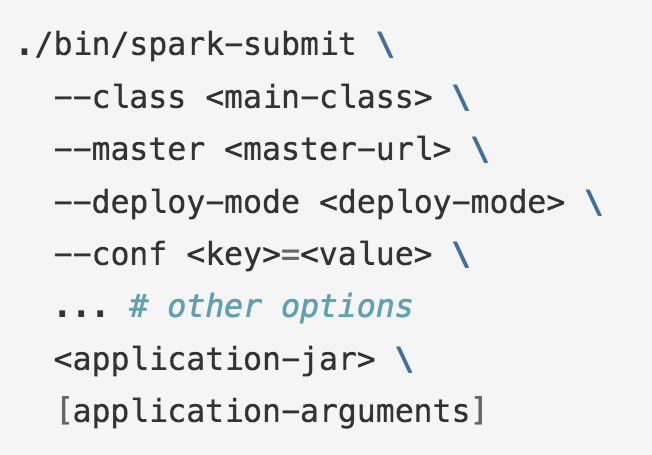 ./bin/spark-submit \
--class <main-class> \
--master <master-url> \
--deploy-mode <deploy-mode> \
--conf <key>=<value> \
... # other options
<application-jar> \
[application-arguments]